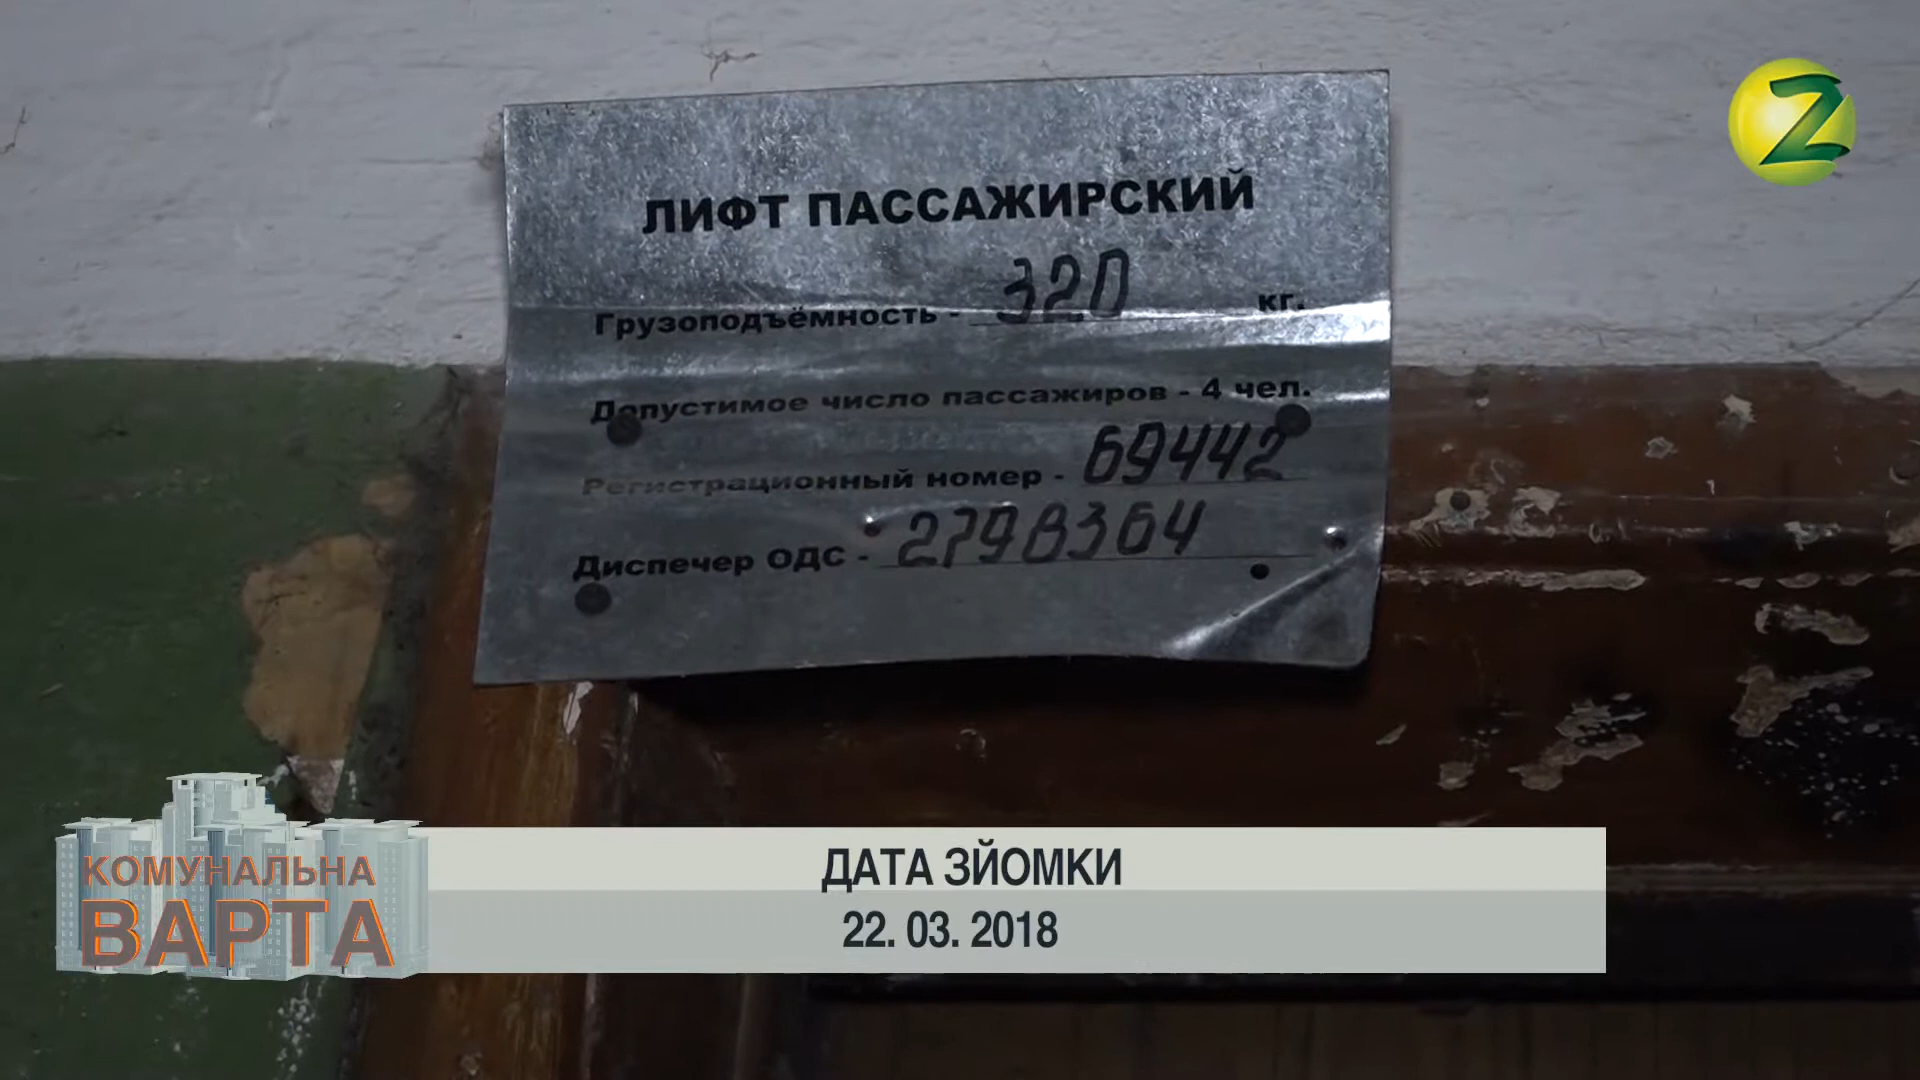 ЛИФТ ПАССАЖИРСКИЙ
Грузоподъёмность - 320 кг.
Допустимое число пассажиров - 4 чел.
Регистрационный номер - 69442
Диспечер ОДС - 2798364
КОМУНАЛЬНА
ВАРТА
ДАТА ЗЙОМКИ
22. 03. 2018
Z